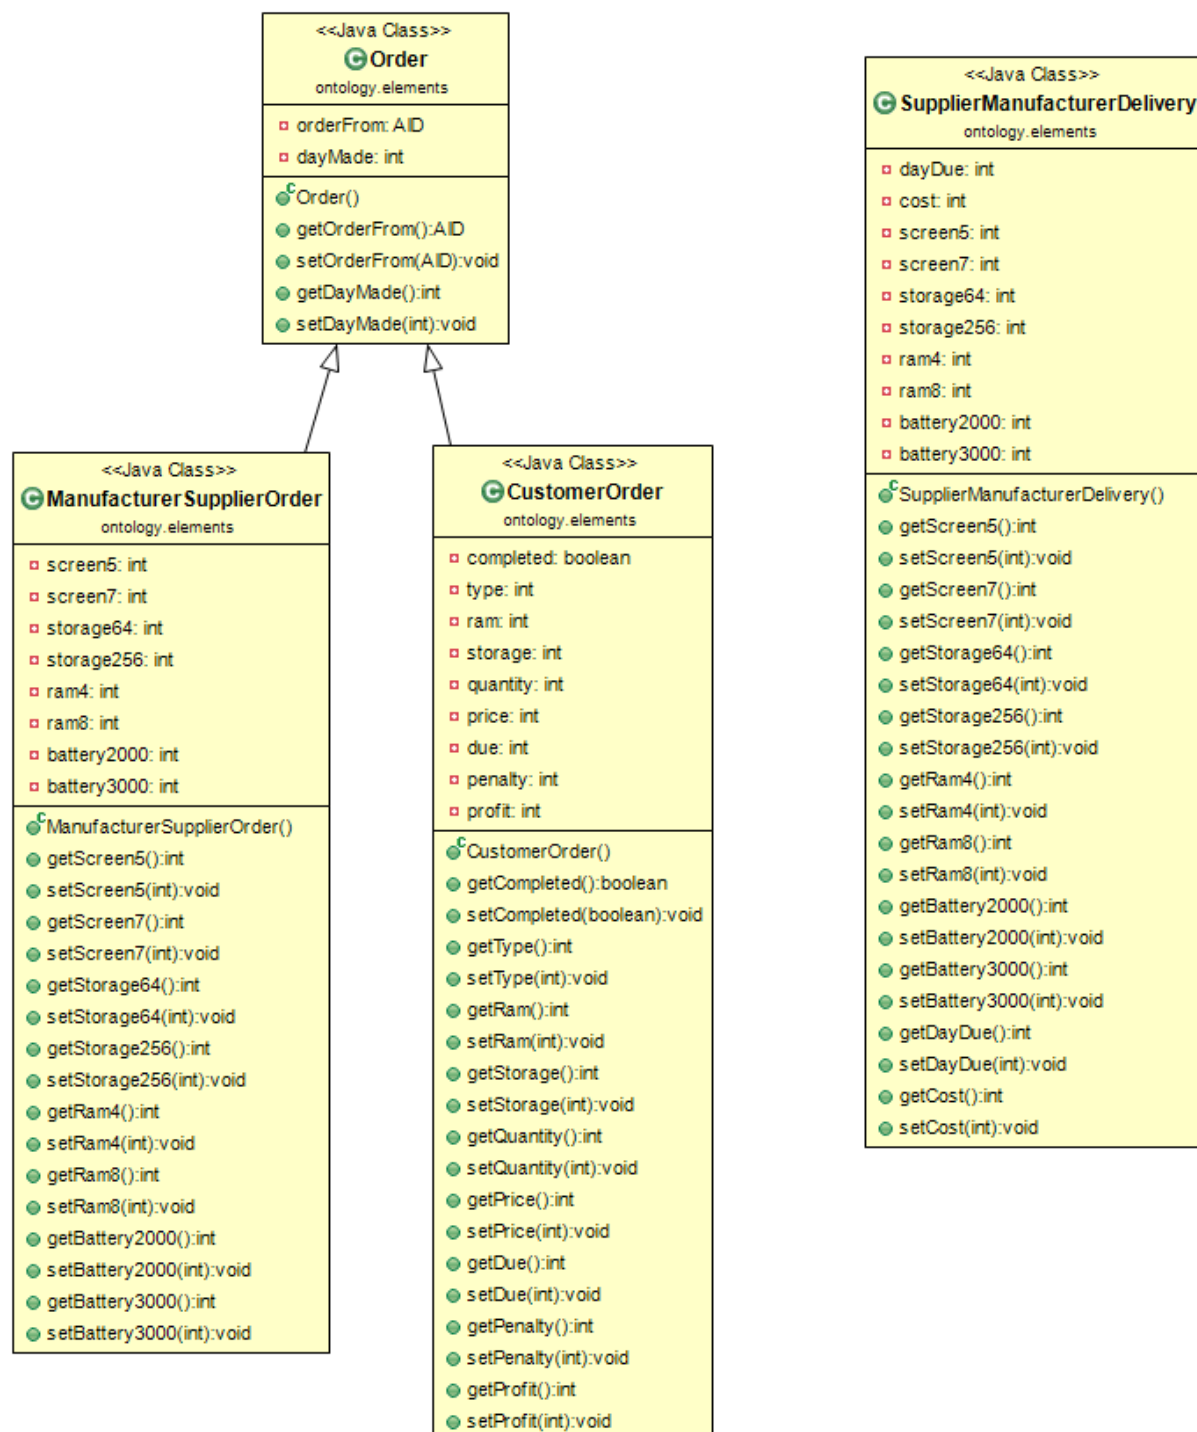 <<Java Class>>
Order
ontology.elements
orderFrom: AID
dayMade: int
Order()
getOrderFrom():AID
setOrderFrom(AID):void
getDayMade():int
setDayMade(int):void
<<Java Class>>
ManufacturerSupplierOrder
ontology.elements
screen5: int
screen7: int
storage64: int
storage256: int
ram4: int
ram8: int
battery2000: int
battery3000: int
ManufacturerSupplierOrder()
getScreen5():int
setScreen5(int):void
getScreen7():int
setScreen7(int):void
getStorage64():int
setStorage64(int):void
getStorage256():int
setStorage256(int):void
getRam4():int
setRam4(int):void
getRam8():int
setRam8(int):void
getBattery2000():int
setBattery2000(int):void
getBattery3000():int
setBattery3000(int):void
<<Java Class>>
CustomerOrder
ontology.elements
completed: boolean
type: int
ram: int
storage: int
quantity: int
price: int
due: int
penalty: int
profit: int
CustomerOrder()
getCompleted():boolean
setCompleted(boolean):void
getType():int
setType(int):void
getRam():int
setRam(int):void
getStorage():int
setStorage(int):void
getQuantity():int
setQuantity(int):void
getPrice():int
setPrice(int):void
getDue():int
setDue(int):void
getPenalty():int
setPenalty(int):void
getProfit():int
setProfit(int):void
<<Java Class>>
SupplierManufacturerDelivery
ontology.elements
dayDue: int
cost: int
screen5: int
screen7: int
storage64: int
storage256: int
ram4: int
ram8: int
battery2000: int
battery3000: int
SupplierManufacturerDelivery()
getScreen5():int
setScreen5(int):void
getScreen7():int
setScreen7(int):void
getStorage64():int
setStorage64(int):void
getStorage256():int
setStorage256(int):void
getRam4():int
setRam4(int):void
getRam8():int
setRam8(int):void
getBattery2000():int
setBattery2000(int):void
getBattery3000():int
setBattery3000(int):void
getDayDue():int
setDayDue(int):void
getCost():int
setCost(int):void